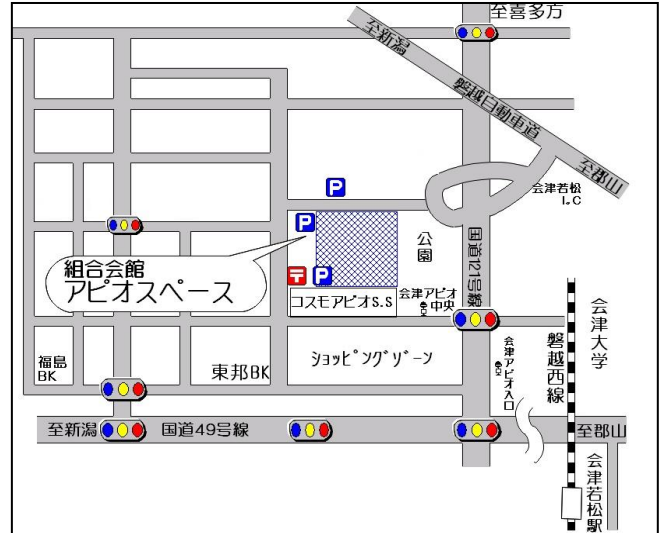 至喜多方
至新潟
磐越自動車道
至郡山
会津若松
I.C
P
P
公園
国道121号線
組合会館
アピオスペース
〒
P
コスモアピオS.S
会津アピオ
中央
会津大学
磐越西線
福島
BK
東邦BK
ショッピングゾーン
会津アピオ入口
至新潟
国道49号線
至郡山
会津若松駅